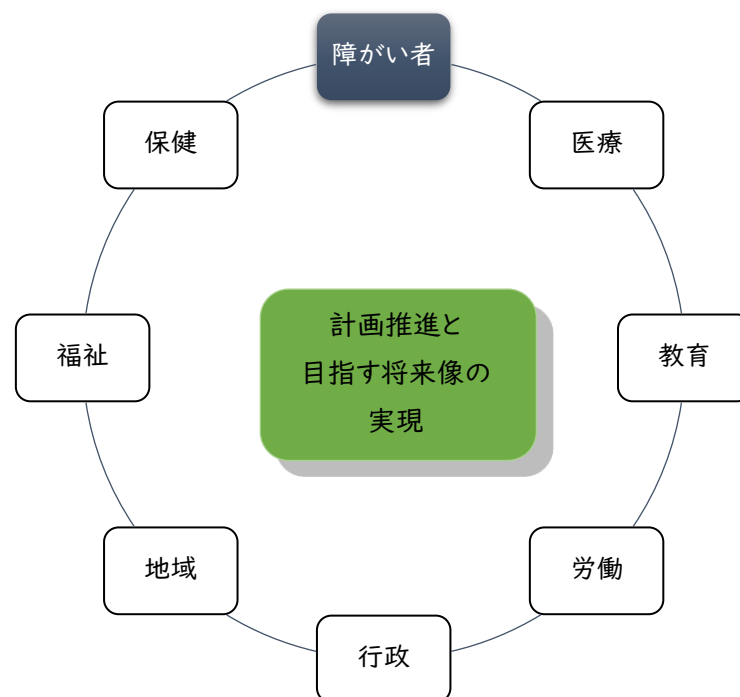 障がい者
保健
医療
計画推進と
目指す将来像の
実現
福祉
教育
地域
労働
行政